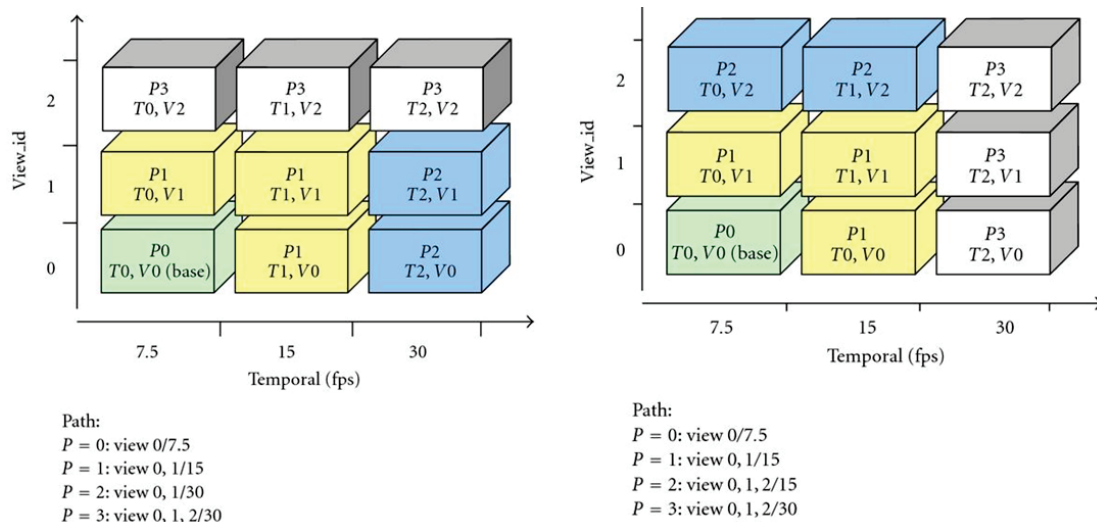 View_id
2
1
0
P3
T0, V2
P3
T1, V2
P3
T2, V2
P1
T0, V1
P1
T1, V1
P2
T2, V1
P0
T0, V0 (base)
P1
T1, V0
P2
T2, V0
7.5
15
30
Temporal (fps)
Path:
P = 0: view 0/7.5
P = 1: view 0, 1/15
P = 2: view 0, 1/30
P = 3: view 0, 1, 2/30
View_id
2
1
0
P2
T0, V2
P2
T1, V2
P3
T2, V2
P1
T0, V1
P1
T1, V1
P3
T2, V1
P0
T0, V0 (base)
P1
T0, V0
P3
T2, V0
7.5
15
30
Temporal (fps)
Path:
P = 0: view 0/7.5
P = 1: view 0, 1/15
P = 2: view 0, 1, 2/15
P = 3: view 0, 1, 2/30